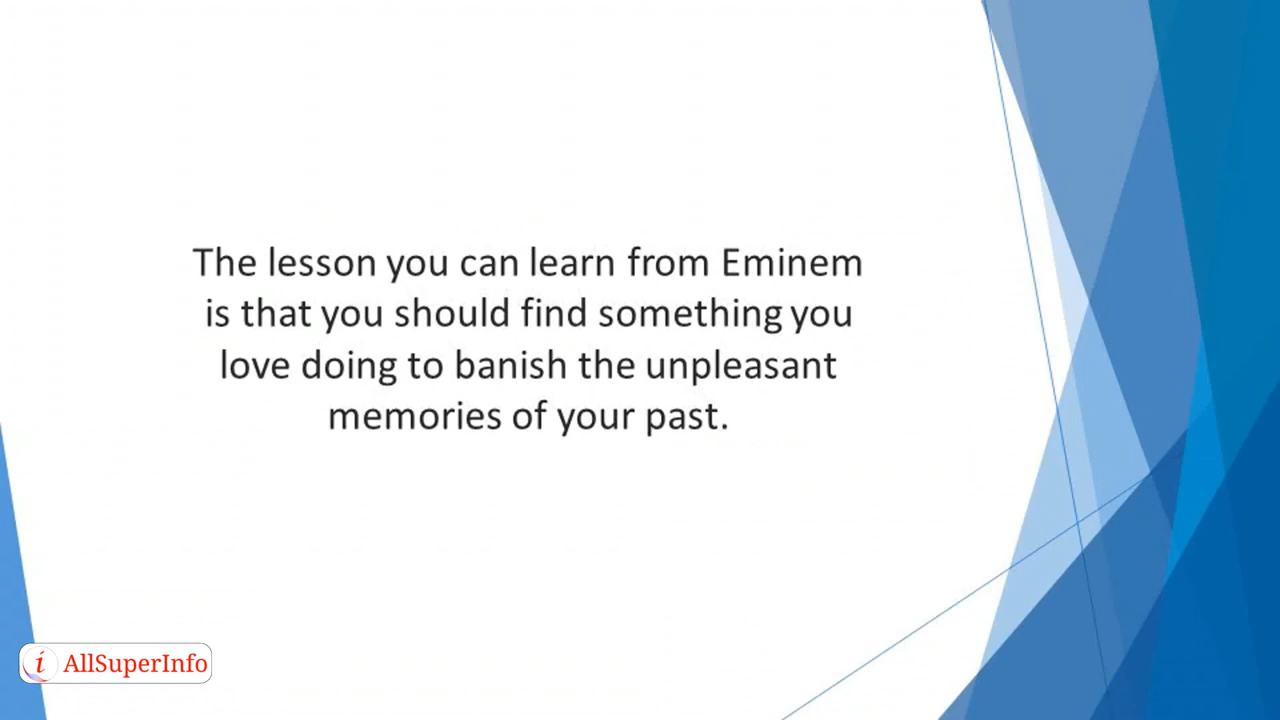 The lesson you can learn from Eminem
is that you should find something you
love doing to banish the unpleasant
memories of your past.
i AllSuperInfo